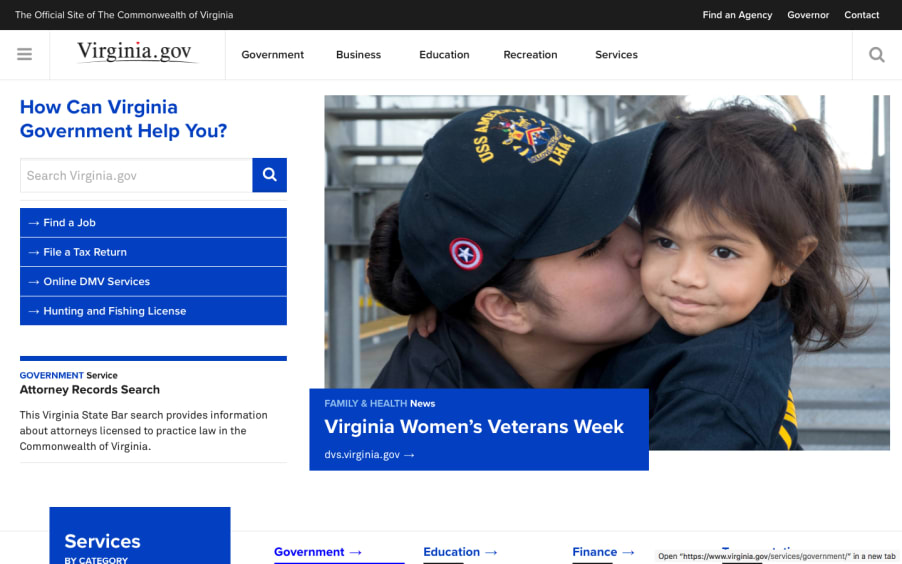 The Official Site of The Commonwealth of Virginia
Find an Agency Governor Contact
Virginia.gov
Government Business Education Recreation Services
How Can Virginia
Government Help You?
Search Virginia.gov
→ Find a Job
→ File a Tax Return
→ Online DMV Services
→ Hunting and Fishing License
GOVERNMENT Service
Attorney Records Search
This Virginia State Bar search provides information
about attorneys licensed to practice law in the
Commonwealth of Virginia.
USS AMERICA
LHA 6
FAMILY & HEALTH News
Virginia Women's Veterans Week
dvs.virginia.gov →
Services
BY CATEGORY
Government → Education → Finance →
Open "https://www.virginia.gov/services/government/" in a new tab